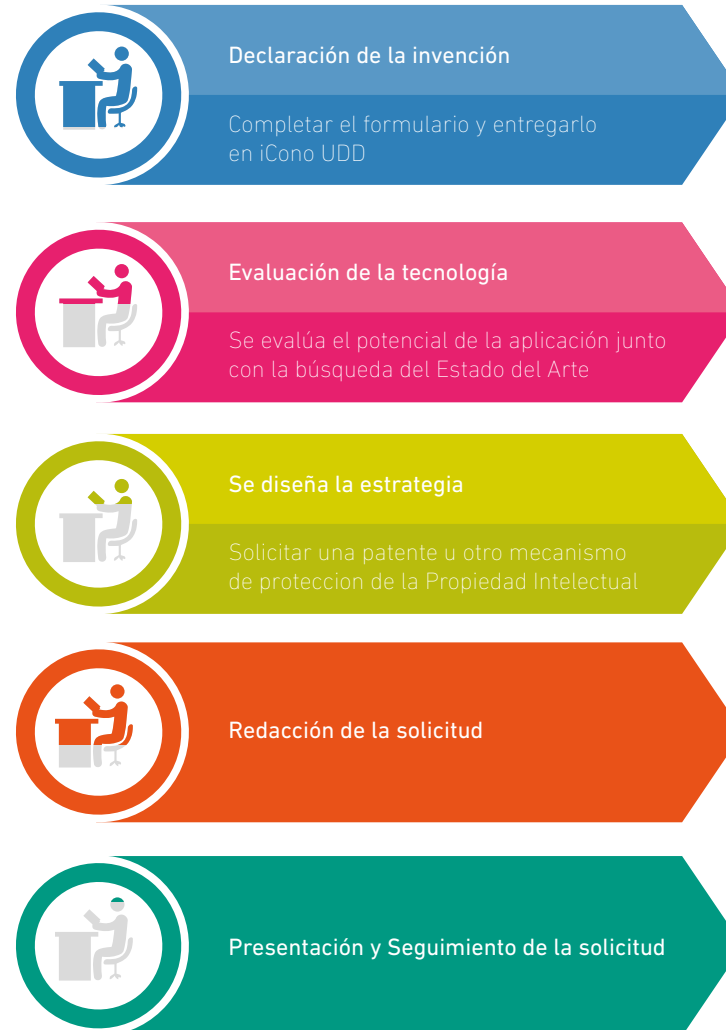 Declaración de la invención
Completar el formulario y entregarlo
en iCono UDD
Evaluación de la tecnología
Se evalúa el potencial de la aplicación junto
con la búsqueda del Estado del Arte
Se diseña la estrategia
Solicitar una patente u otro mecanismo
de proteccion de la Propiedad Intelectual
Redacción de la solicitud
Presentación y Seguimiento de la solicitud